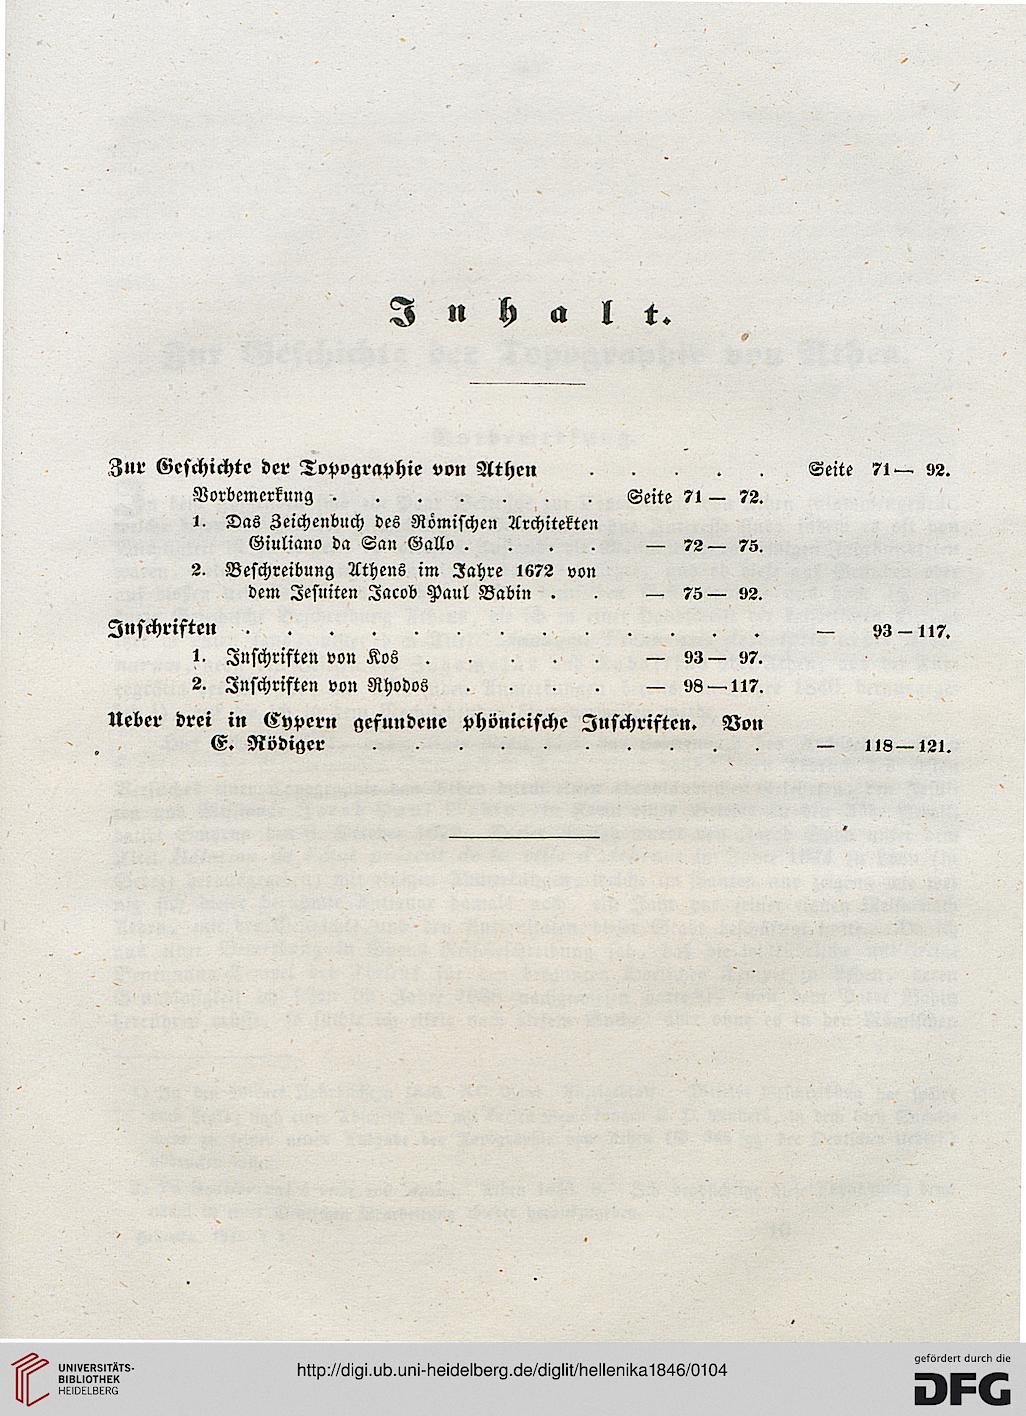 Inhalt.
Zur Geschichte der Topographie von Athen . . . . . Seite 71 — 92.
Vorbemerkung . . . . . . . Seite 71 — 72.
1. Das Zeichenbuch des Römischen Architekten
Giuliano da San Gallo . . . . — 72 — 75.
2. Beschreibung Athens im Jahre 1672 von
dem Jesuiten Jacob Paul Babin . . — 75 — 92.
Inschriften . . . . . . . . . . . . . — 93 — 117.
1. Inschriften von Kos . . . . . — 93 — 97.
2. Inschriften von Rhodos . . . . — 98 — 117.
Ueber drei in Cypern gefundene phönicische Inschriften. Von
E. Rödiger . . . . . . . . . . — 118 — 121.
UNIVERSITÄTS-
BIBLIOTHEK
HEIDELBERG
http://digi.ub.uni-heidelberg.de/diglit/hellenika1846/0104
gefördert durch die
DFG